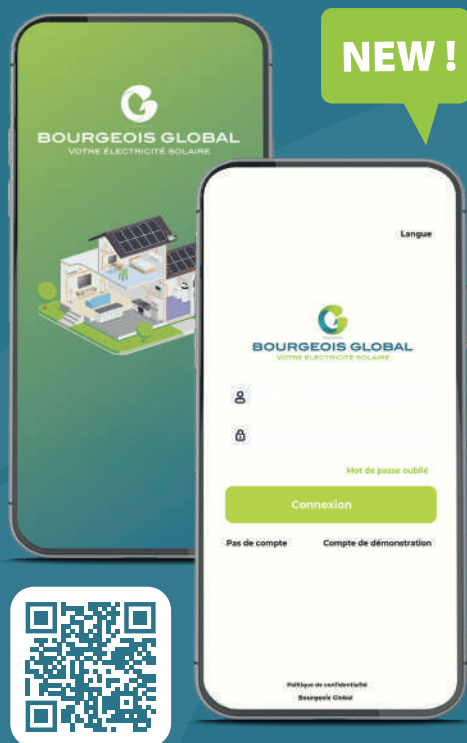 NEW !
BOURGEOIS GLOBAL
VOTRE ÉLECTRICITÉ SOLAIRE
Langue
BOURGEOIS GLOBAL
VOTRE ÉLECTRICITÉ SOLAIRE
Mot de passe oublié
Connexion
Pas de compte
Compte de démonstration
Politique de confidentialité
Bourgeois Global